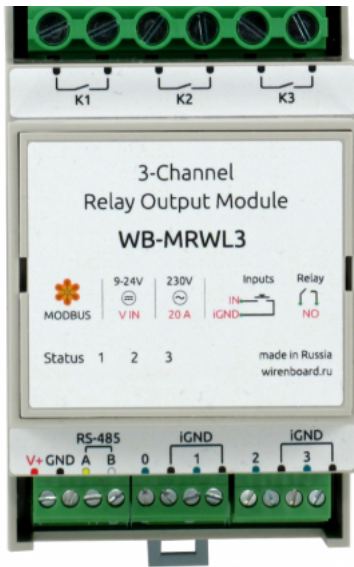 K1 K2 K3
3-Channel
Relay Output Module
WB-MRWL3
9-24V 230V Inputs Relay
IN
MODBUS V IN 20 A iGND NO
Status 1 2 3 made in Russia
wirenboard.ru
RS-485 iGND iGND
V+ GND A B 0 1 2 3